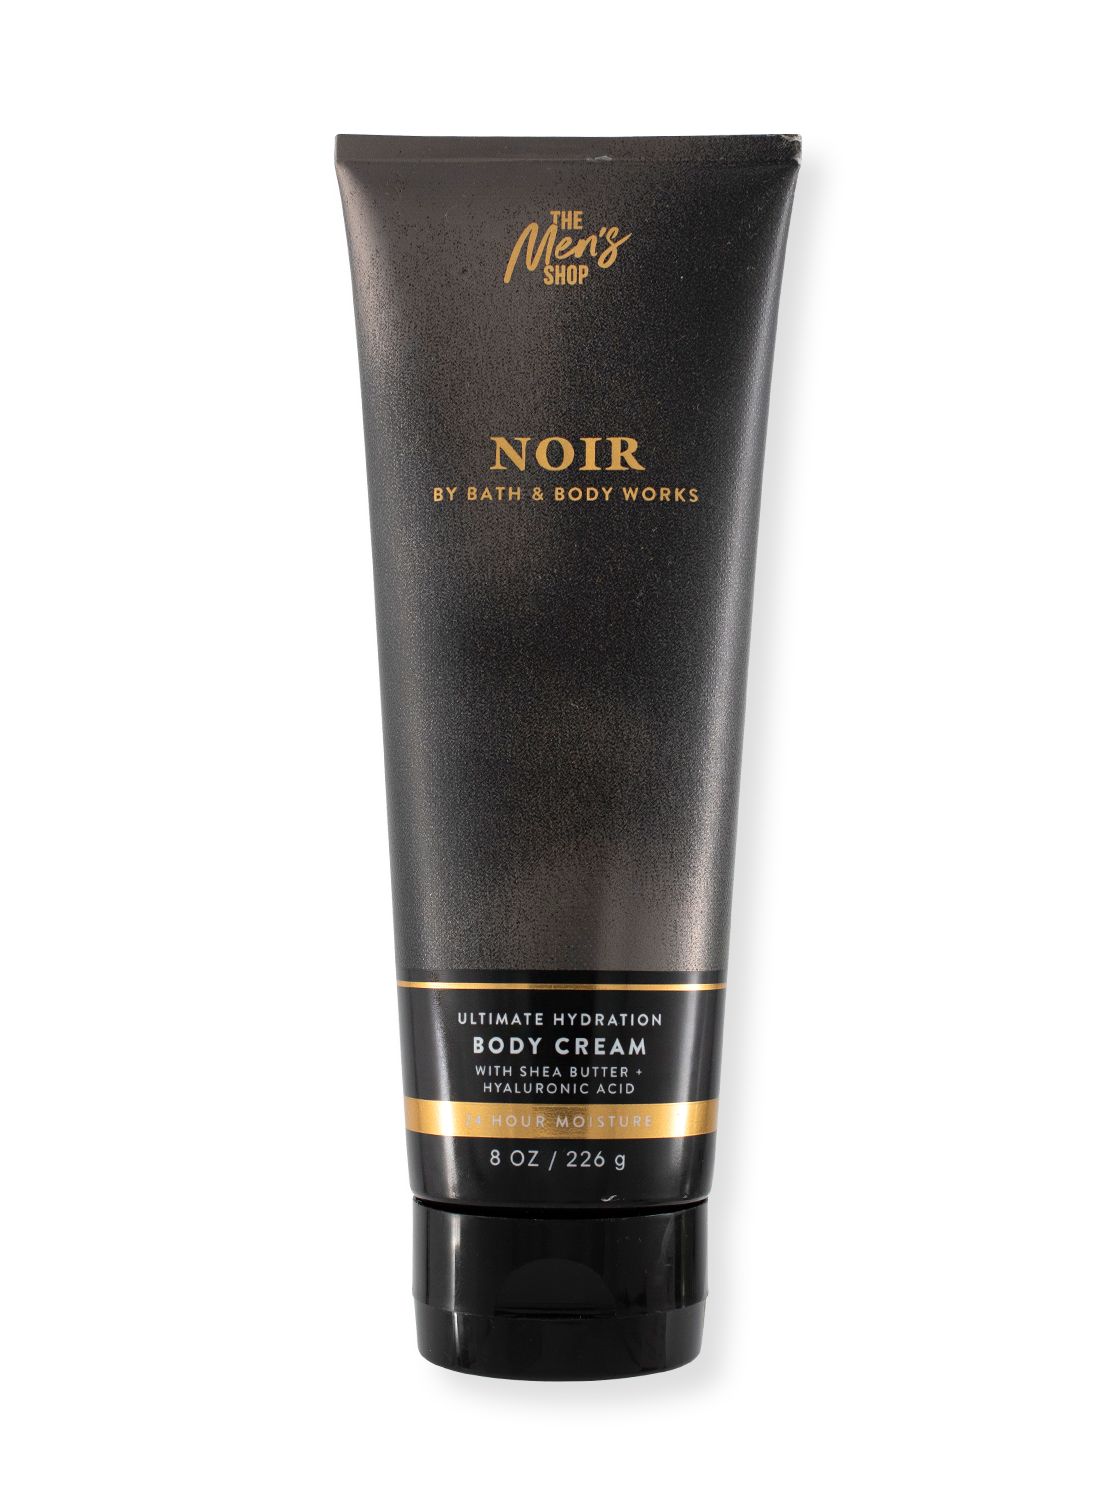 THE
Men's
SHOP
NOIR
BY BATH & BODY WORKS
ULTIMATE HYDRATION
BODY CREAM
WITH SHEA BUTTER +
HYALURONIC ACID
24 HOUR MOISTURE
8 OZ / 226 g